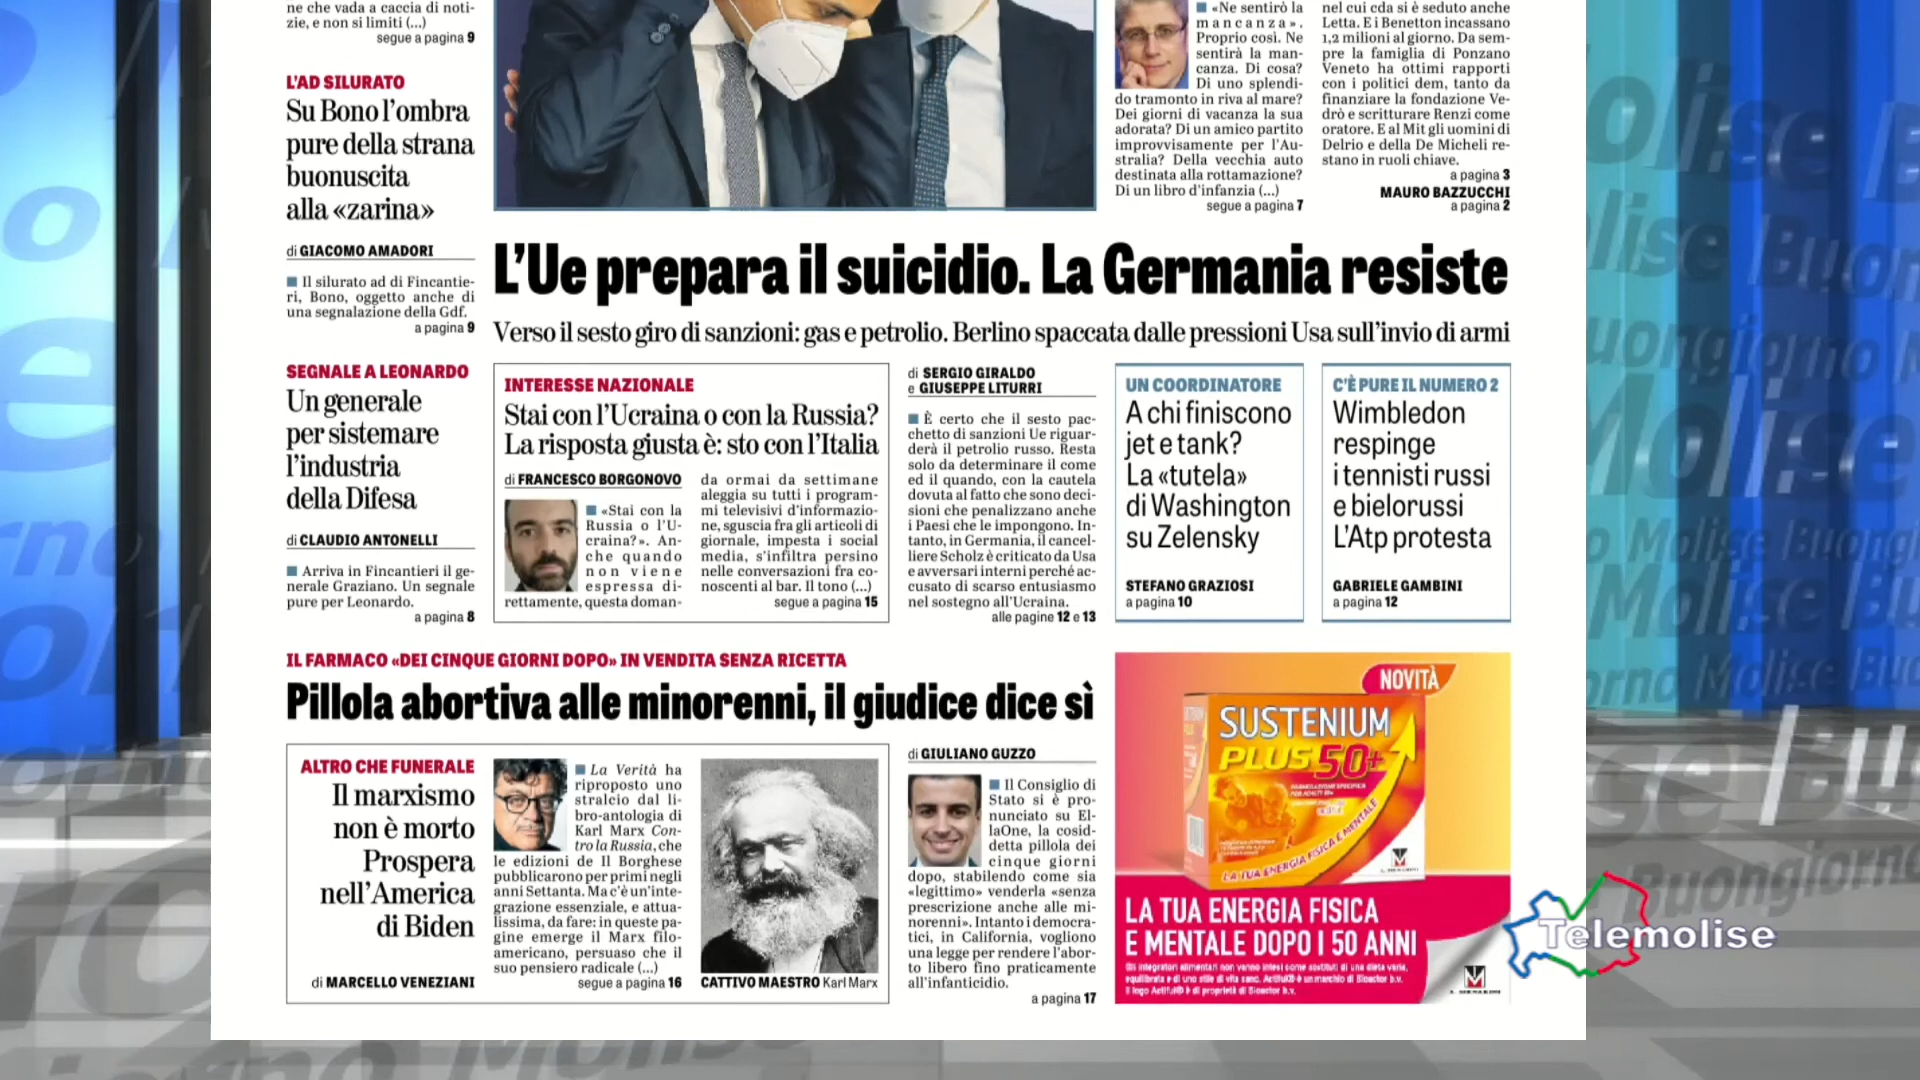 ne che vada a caccia di noti-
zie, e non si limiti (...)
segue a pagina 9
L'AD SILURATO
Su Bono l'ombra
pure della strana
buonuscita
alla «zarina»
di GIACOMO AMADORI
Il silurato ad di Fincantie-
ri, Bono, oggetto anche di
una segnalazione della Gdf.
a pagina 9
SEGNALE A LEONARDO
Un generale
per sistemare
l'industria
della Difesa
di CLAUDIO ANTONELLI
Arriva in Fincantieri il ge-
nerale Graziano. Un segnale
pure per Leonardo.
a pagina 8
«Ne sentirò la
mancanza».
Proprio così. Ne
sentirà la man-
canza. Di cosa?
Di uno splendi-
do tramonto in riva al mare?
Dei giorni di vacanza la sua
adorata? Di un amico partito
improvvisamente per l'Au-
stralia? Della vecchia auto
destinata alla rottamazione?
Di un libro d'infanzia (...)
segue a pagina 7
nel cui cda si è seduto anche
Letta. E i Benetton incassano
1,2 milioni al giorno. Da sem-
pre la famiglia di Ponzano
Veneto ha ottimi rapporti
con i politici dem, tanto da
finanziare la fondazione Ve-
drò e scritturare Renzi come
oratore. E al Mit gli uomini di
Delrio e della De Micheli re-
stano in ruoli chiave.
a pagina 3
MAURO BAZZUCCHI
a pagina 2
L'Ue prepara il suicidio. La Germania resiste
Verso il sesto giro di sanzioni: gas e petrolio. Berlino spaccata dalle pressioni Usa sull'invio di armi
INTERESSE NAZIONALE
Stai con l'Ucraina o con la Russia?
La risposta giusta è: sto con l'Italia
di FRANCESCO BORGONOVO
«Stai con la
Russia o l'U-
craina?». An-
che quando
non viene
espressa di-
rettamente, questa doman-
da ormai da settimane
aleggia su tutti i program-
mi televisivi d'informazio-
ne, sguscia fra gli articoli di
giornale, impesta i social
media, s'infiltra persino
nelle conversazioni fra co-
noscenti al bar. Il tono (...)
segue a pagina 15
di SERGIO GIRALDO
e GIUSEPPE LITURRI
È certo che il sesto pac-
chetto di sanzioni Ue riguar-
derà il petrolio russo. Resta
solo da determinare il come
ed il quando, con la cautela
dovuta al fatto che sono deci-
sioni che penalizzano anche
i Paesi che le impongono. In-
tanto, in Germania, il cancel-
liere Scholz è criticato da Usa
e avversari interni perché ac-
cusato di scarso entusiasmo
nel sostegno all'Ucraina.
alle pagine 12 e 13
UN COORDINATORE
A chi finiscono
jet e tank?
La «tutela»
di Washington
su Zelensky
STEFANO GRAZIOSI
a pagina 10
C'È PURE IL NUMERO 2
Wimbledon
respinge
i tennisti russi
e bielorussi
L'Atp protesta
GABRIELE GAMBINI
a pagina 12
IL FARMACO «DEI CINQUE GIORNI DOPO» IN VENDITA SENZA RICETTA
Pillola abortiva alle minorenni, il giudice dice sì
ALTRO CHE FUNERALE
Il marxismo
non è morto
Prospera
nell'America
di Biden
di MARCELLO VENEZIANI
La Verità ha
riproposto uno
stralcio dal li-
bro-antologia di
Karl Marx Con-
tro la Russia, che
le edizioni de Il Borghese
pubblicarono per primi negli
anni Settanta. Ma c'è un'inte-
grazione essenziale, e attua-
lissima, da fare: in queste pa-
gine emerge il Marx filo-
americano, persuaso che il
suo pensiero radicale (...)
segue a pagina 16
CATTIVO MAESTRO Karl Marx
di GIULIANO GUZZO
Il Consiglio di
Stato si è pro-
nunciato su El-
laOne, la cosid-
detta pillola dei
cinque giorni
dopo, stabilendo come sia
«legittimo» venderla «senza
prescrizione anche alle mi-
norenni». Intanto i democra-
tici, in California, vogliono
una legge per rendere l'abor-
to libero fino praticamente
all'infanticidio.
a pagina 17
NOVITÀ
SUSTENIUM
PLUS 50+
LA TUA ENERGIA FISICA E MENTALE
LA TUA ENERGIA FISICA
E MENTALE DOPO I 50 ANNI
Gli integratori alimentari non vanno intesi come sostituti di una dieta varia,
equilibrata e di uno stile di vita sano.
Telemolise